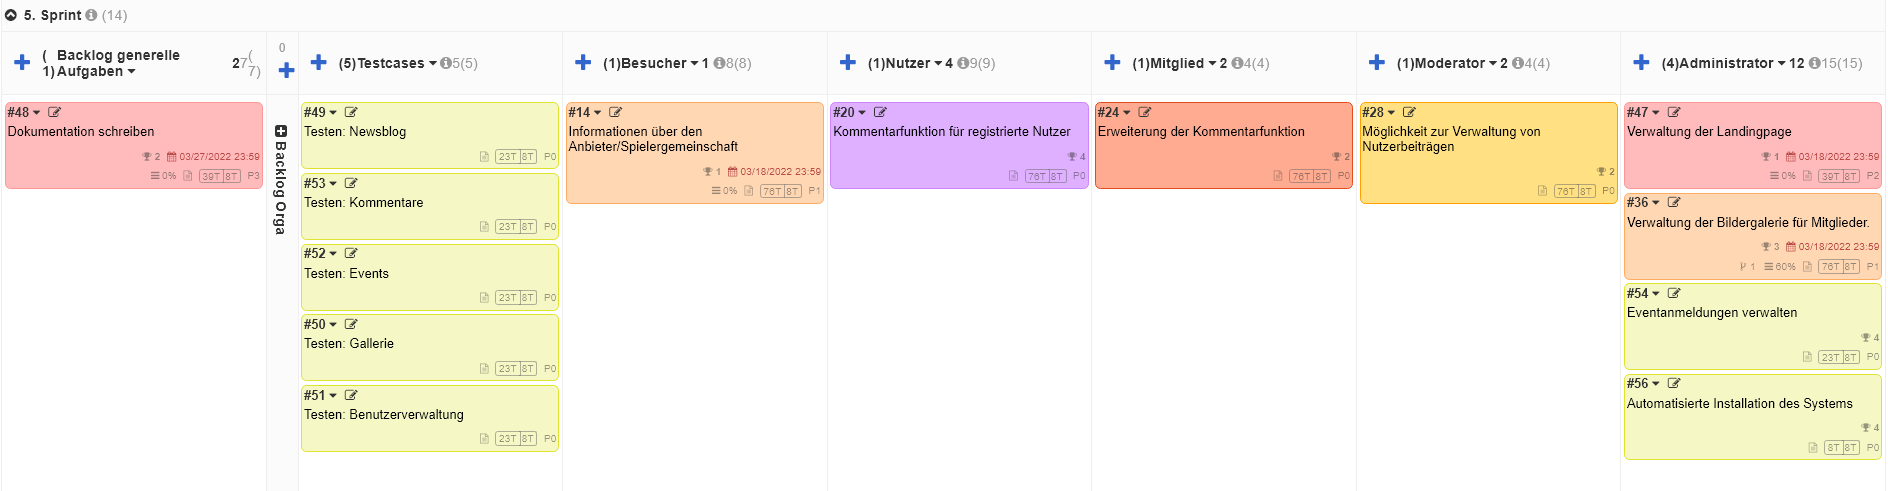 5. Sprint (14)
( Backlog generelle 27(
1) Aufgaben 7)
0
(5)Testcases 5(5)
(1)Besucher 1 8(8)
(1)Nutzer 4 9(9)
(1)Mitglied 2 4(4)
(1)Moderator 2 4(4)
(4)Administrator 12 15(15)
#48
Dokumentation schreiben
2 03/27/2022 23:59
0% 39T 8T P3
Backlog Orga
#49
Testen: Newsblog
23T 8T P0
#53
Testen: Kommentare
23T 8T P0
#52
Testen: Events
23T 8T P0
#50
Testen: Gallerie
23T 8T P0
#51
Testen: Benutzerverwaltung
23T 8T P0
#14
Informationen über den
Anbieter/Spielergemeinschaft
1 03/18/2022 23:59
0% 76T 8T P1
#20
Kommentarfunktion für registrierte Nutzer
4
76T 8T P0
#24
Erweiterung der Kommentarfunktion
2
76T 8T P0
#28
Möglichkeit zur Verwaltung von
Nutzerbeiträgen
2
76T 8T P0
#47
Verwaltung der Landingpage
1 03/18/2022 23:59
0% 39T 8T P2
#36
Verwaltung der Bildergalerie für Mitglieder.
3 03/18/2022 23:59
1 60% 76T 8T P1
#54
Eventanmeldungen verwalten
4
23T 8T P0
#56
Automatisierte Installation des Systems
4
8T 8T P0